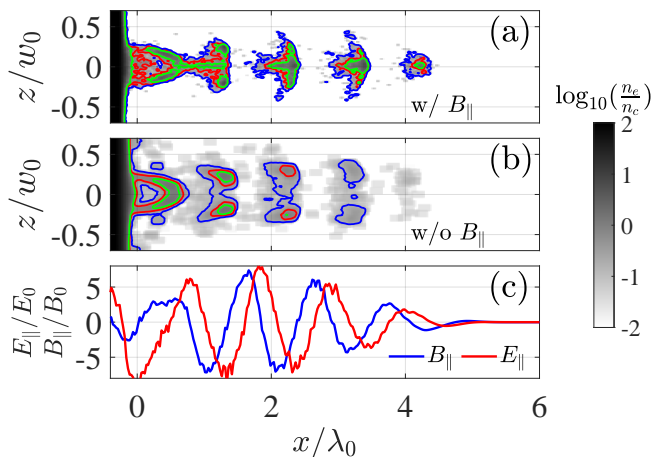 0.5
0
-0.5
z/w₀
(a)
w/ B∥
log₁₀(nₑ/n_c)
2
1
0
-1
-2
0.5
0
-0.5
z/w₀
(b)
w/o B∥
5
0
-5
E∥/E₀
B∥/B₀
(c)
B∥ E∥
0 2 4 6
x/λ₀